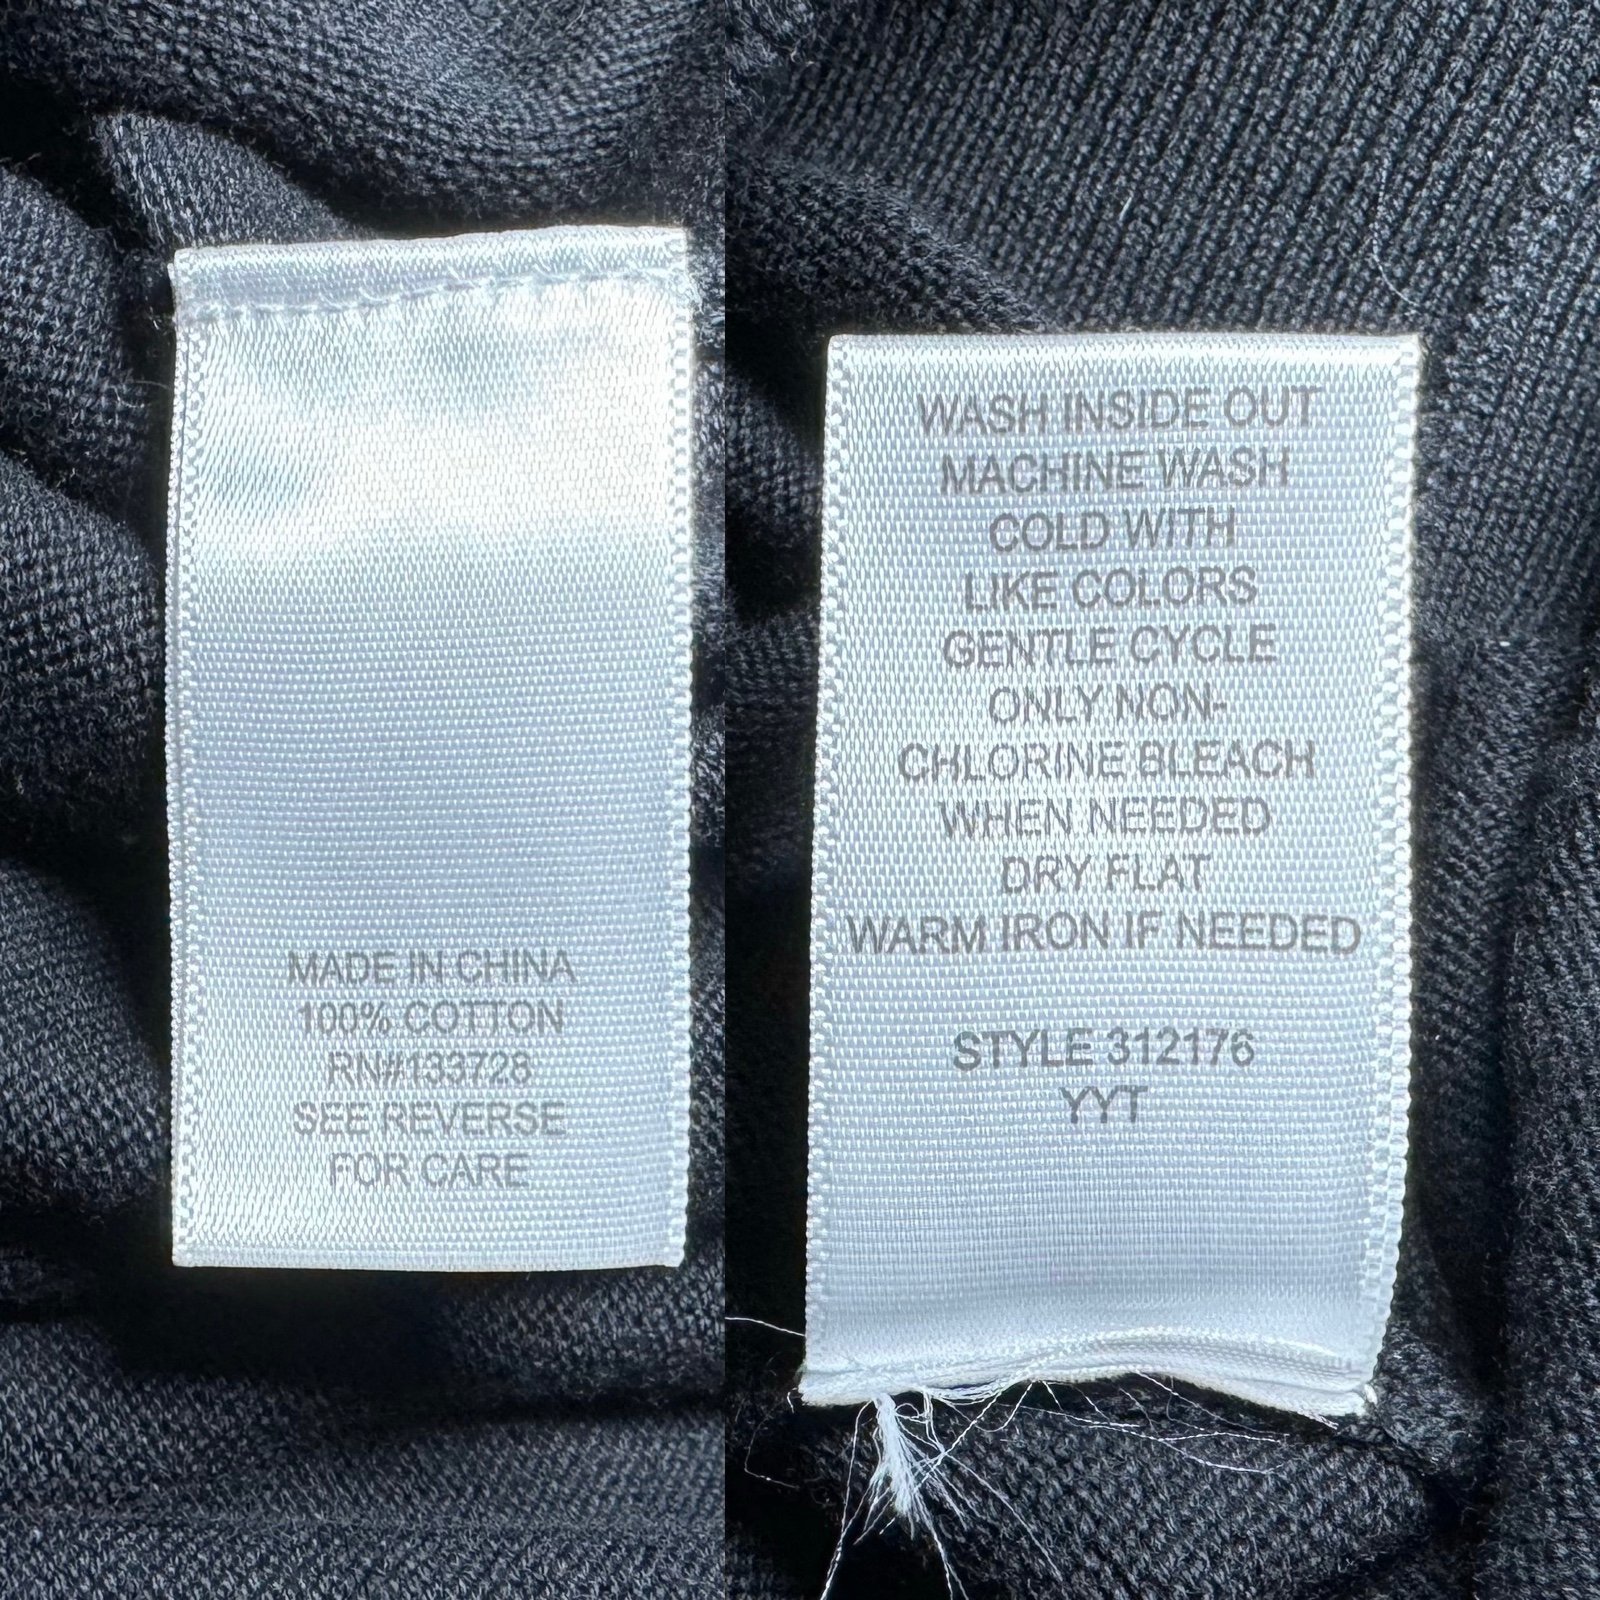 MADE IN CHINA
100% COTTON
RN#133728
SEE REVERSE
FOR CARE
WASH INSIDE OUT
MACHINE WASH
COLD WITH
LIKE COLORS
GENTLE CYCLE
ONLY NON-
CHLORINE BLEACH
WHEN NEEDED
DRY FLAT
WARM IRON IF NEEDED
STYLE 312176
YYT